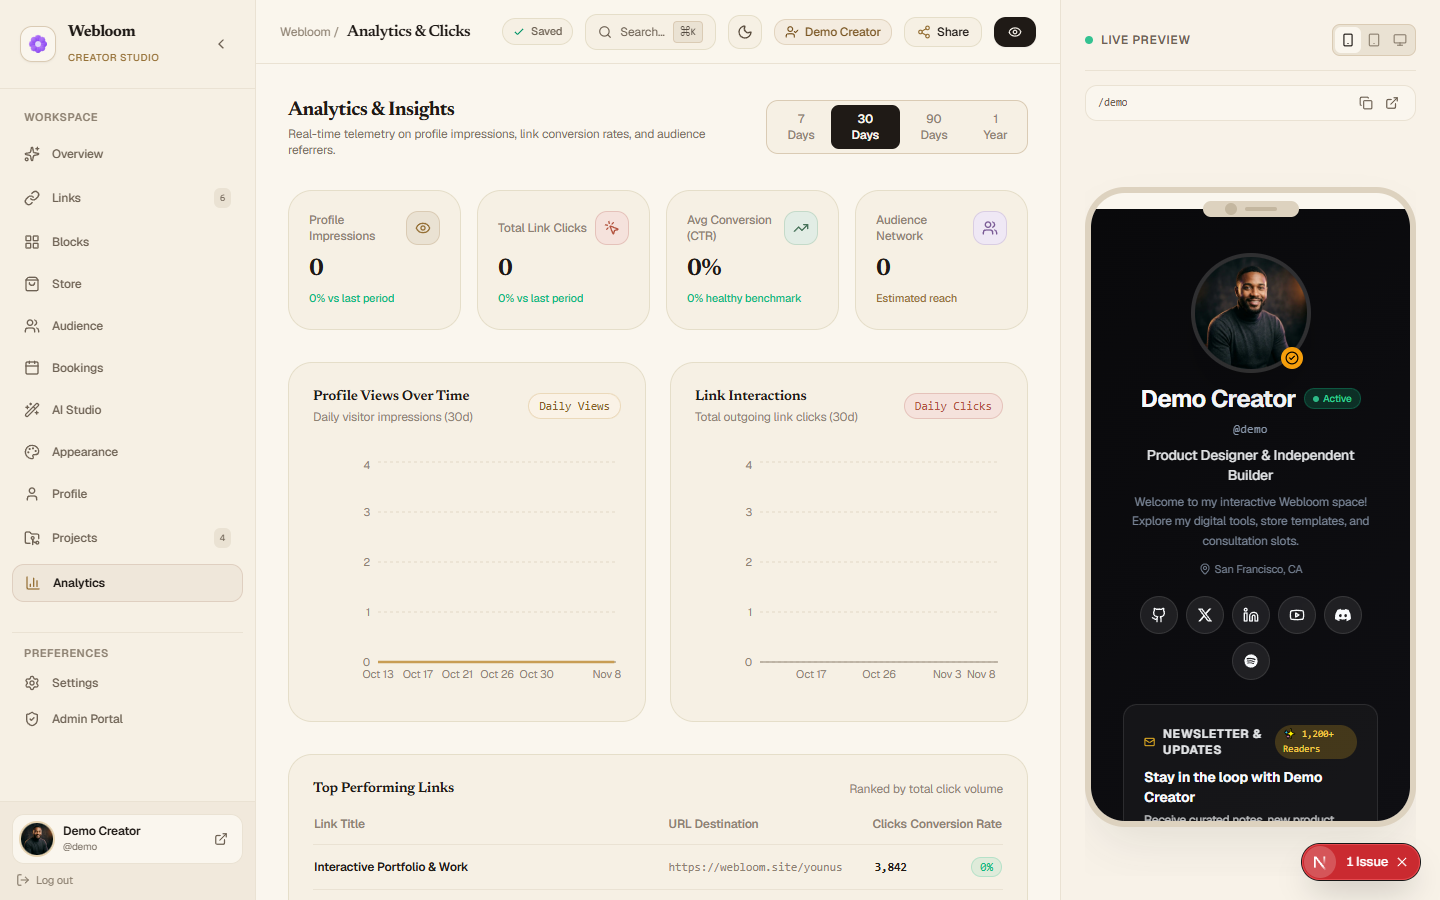 Webloom
CREATOR STUDIO
WORKSPACE
Overview
Links 6
Blocks
Store
Audience
Bookings
AI Studio
Appearance
Profile
Projects 4
Analytics
PREFERENCES
Settings
Admin Portal
Demo Creator
@demo
Log out
Webloom / Analytics & Clicks
Saved
Search... ⌘K
Demo Creator
Share
Analytics & Insights
Real-time telemetry on profile impressions, link conversion rates, and audience
referrers.
7 Days
30 Days
90 Days
1 Year
Profile
Impressions
0
0% vs last period
Total Link Clicks
0
0% vs last period
Avg Conversion
(CTR)
0%
0% healthy benchmark
Audience
Network
0
Estimated reach
Profile Views Over Time
Daily visitor impressions (30d)
Daily Views
4
3
2
1
0
Oct 13 Oct 17 Oct 21 Oct 26 Oct 30 Nov 8
Link Interactions
Total outgoing link clicks (30d)
Daily Clicks
4
3
2
1
0
Oct 17 Oct 26 Nov 3 Nov 8
Top Performing Links
Ranked by total click volume
Link Title URL Destination Clicks Conversion Rate
Interactive Portfolio & Work https://webloom.site/younus 3,842 0%
LIVE PREVIEW
/demo
Demo Creator Active
@demo
Product Designer & Independent
Builder
Welcome to my interactive Webloom space!
Explore my digital tools, store templates, and
consultation slots.
San Francisco, CA
NEWSLETTER &
UPDATES
✨ 1,200+
Readers
Stay in the loop with Demo
Creator
Receive curated notes, new product
N 1 Issue